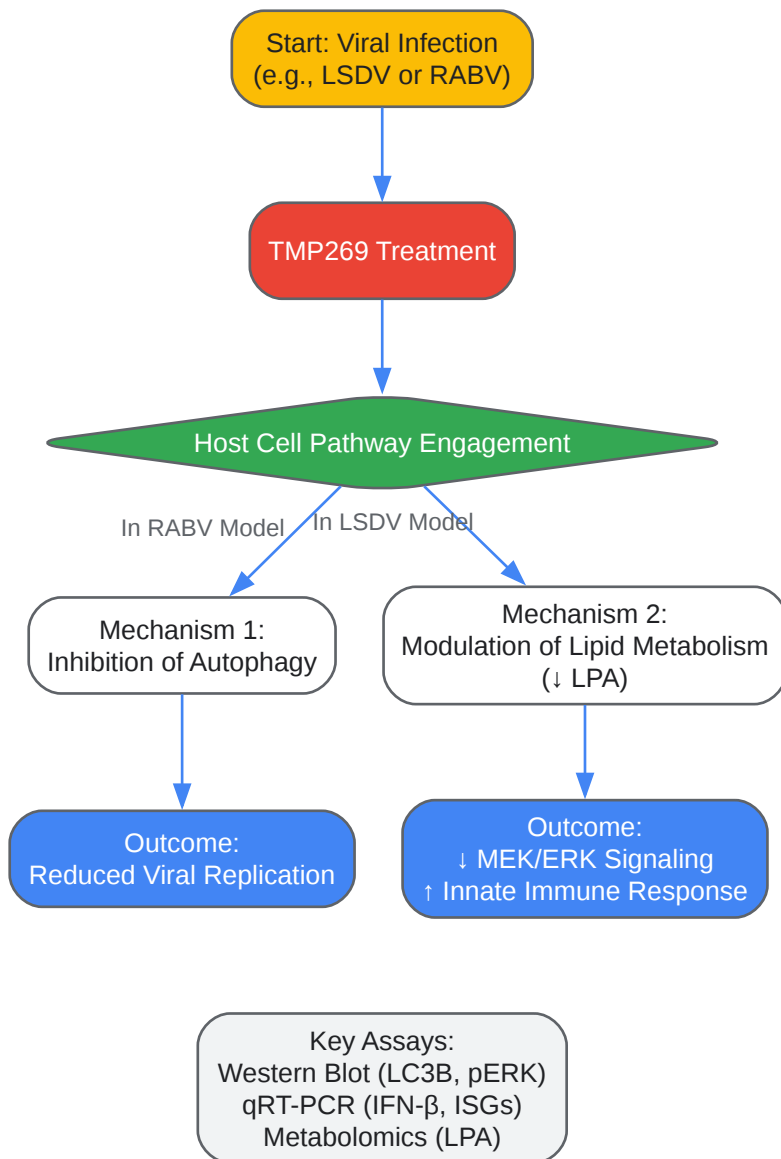 Start: Viral Infection
(e.g., LSDV or RABV)
TMP269 Treatment
Host Cell Pathway Engagement
In RABV Model
In LSDV Model
Mechanism 1:
Inhibition of Autophagy
Mechanism 2:
Modulation of Lipid Metabolism
(↓ LPA)
Outcome:
Reduced Viral Replication
Outcome:
↓ MEK/ERK Signaling
↑ Innate Immune Response
Key Assays:
Western Blot (LC3B, pERK)
qRT-PCR (IFN-β, ISGs)
Metabolomics (LPA)